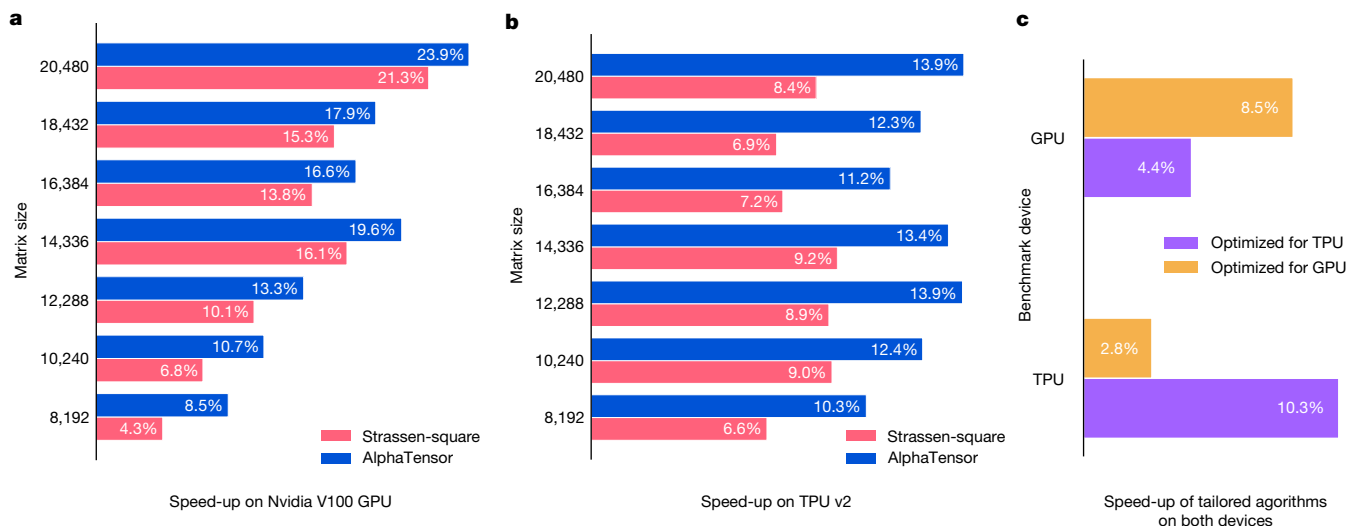 a
Matrix size
20,480
23.9%
21.3%
18,432
17.9%
15.3%
16,384
16.6%
13.8%
14,336
19.6%
16.1%
12,288
13.3%
10.1%
10,240
10.7%
6.8%
8,192
8.5%
4.3%
Strassen-square
AlphaTensor
Speed-up on Nvidia V100 GPU
b
Matrix size
20,480
13.9%
8.4%
18,432
12.3%
6.9%
16,384
11.2%
7.2%
14,336
13.4%
9.2%
12,288
13.9%
8.9%
10,240
12.4%
9.0%
8,192
10.3%
6.6%
Strassen-square
AlphaTensor
Speed-up on TPU v2
c
Benchmark device
GPU
8.5%
4.4%
Optimized for TPU
Optimized for GPU
TPU
2.8%
10.3%
Speed-up of tailored agorithms
on both devices